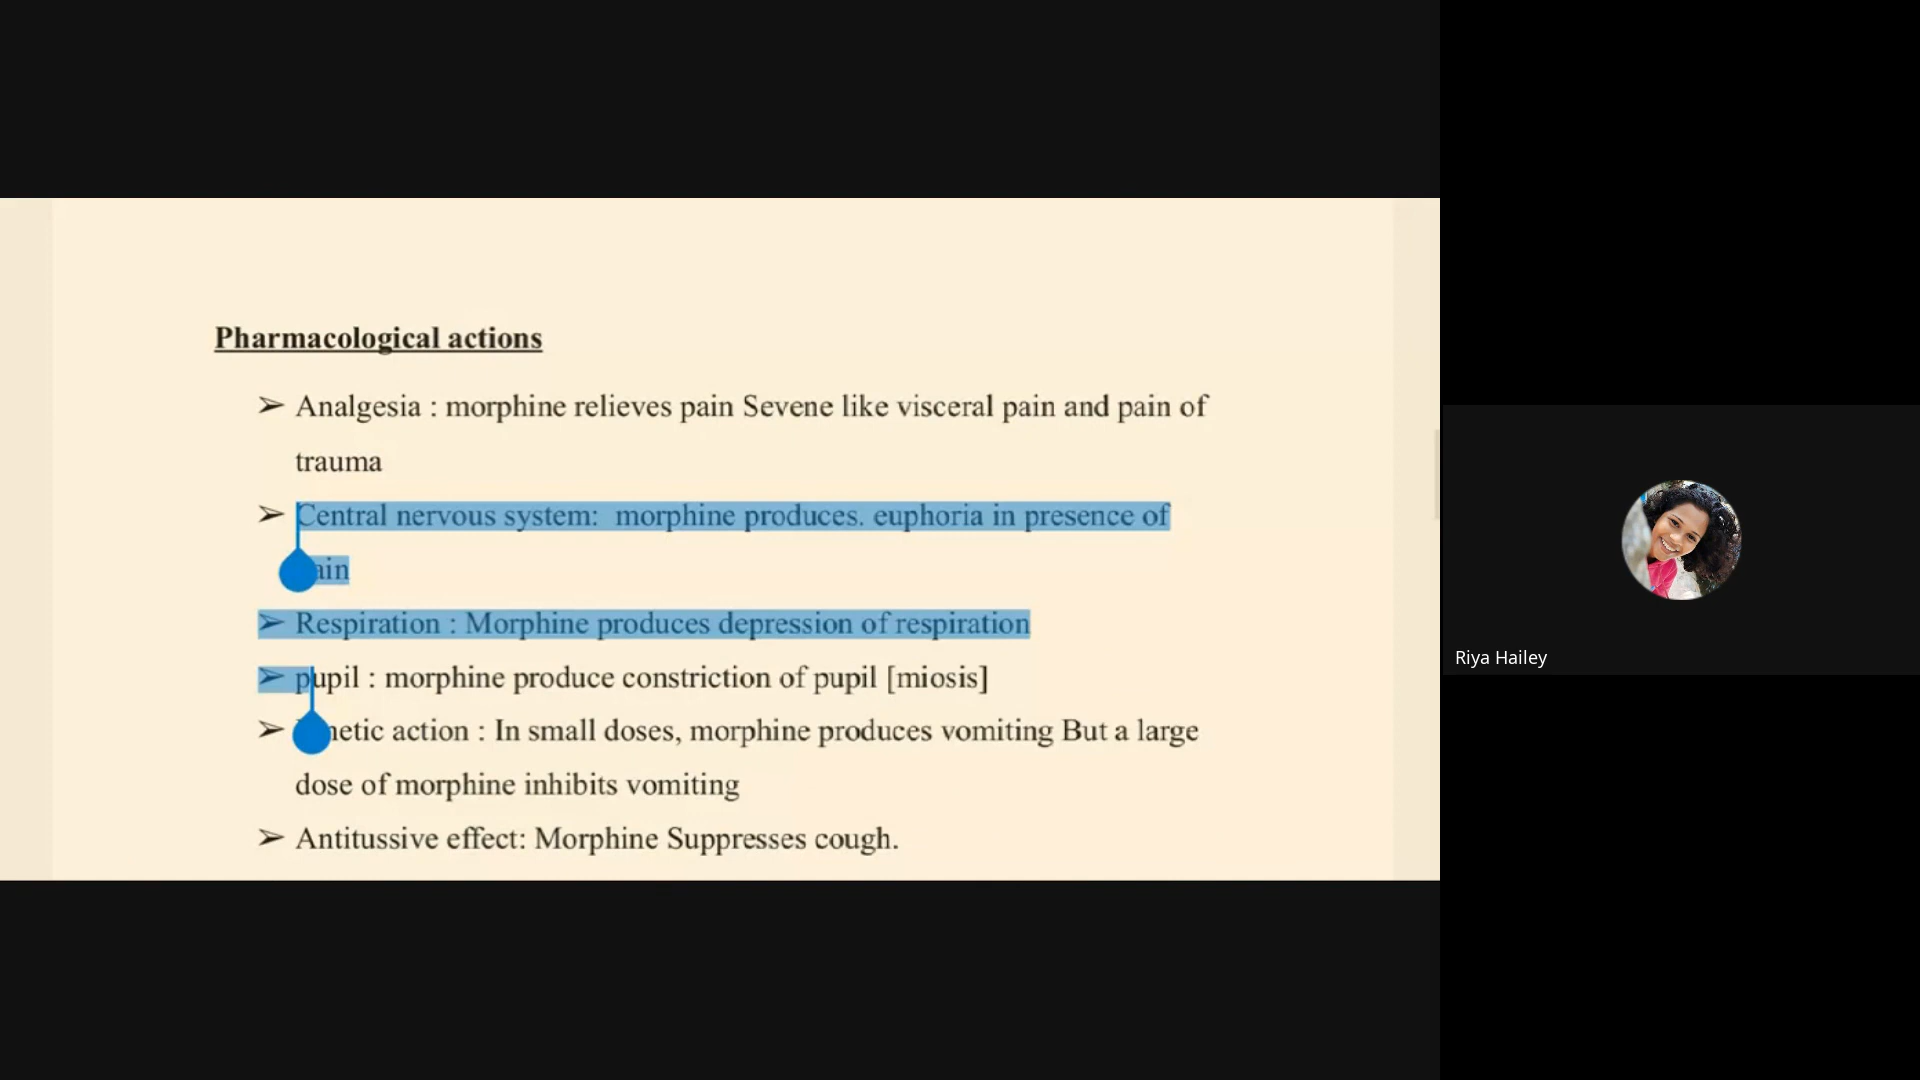 Pharmacological actions
➢ Analgesia : morphine relieves pain Sevene like visceral pain and pain of
trauma
➢ Central nervous system: morphine produces. euphoria in presence of
ain
➢ Respiration : Morphine produces depression of respiration
➢ pupil : morphine produce constriction of pupil [miosis]
➢ netic action : In small doses, morphine produces vomiting But a large
dose of morphine inhibits vomiting
➢ Antitussive effect: Morphine Suppresses cough.
Riya Hailey